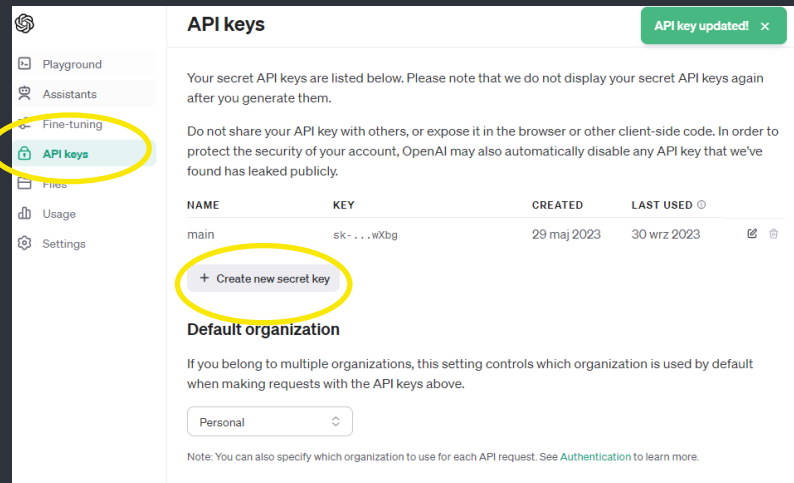 API keys
API key updated! ×
Playground
Assistants
Fine-tuning
API keys
Files
Usage
Settings
Your secret API keys are listed below. Please note that we do not display your secret API keys again
after you generate them.
Do not share your API key with others, or expose it in the browser or other client-side code. In order to
protect the security of your account, OpenAI may also automatically disable any API key that we've
found has leaked publicly.
NAME KEY CREATED LAST USED
main sk-...wXbg 29 maj 2023 30 wrz 2023
+ Create new secret key
Default organization
If you belong to multiple organizations, this setting controls which organization is used by default
when making requests with the API keys above.
Personal
Note: You can also specify which organization to use for each API request. See Authentication to learn more.